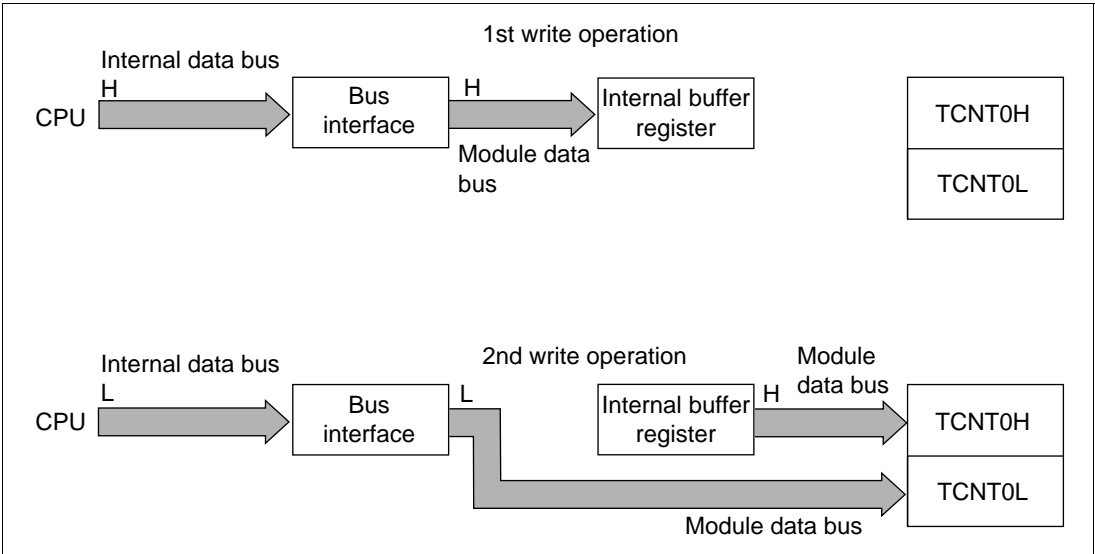 1st write operation
Internal data bus
H
CPU
Bus
interface
H
Module data
bus
Internal buffer
register
TCNT0H
TCNT0L
2nd write operation
Internal data bus
L
CPU
Bus
interface
L
Internal buffer
register
H
Module
data bus
TCNT0H
TCNT0L
Module data bus